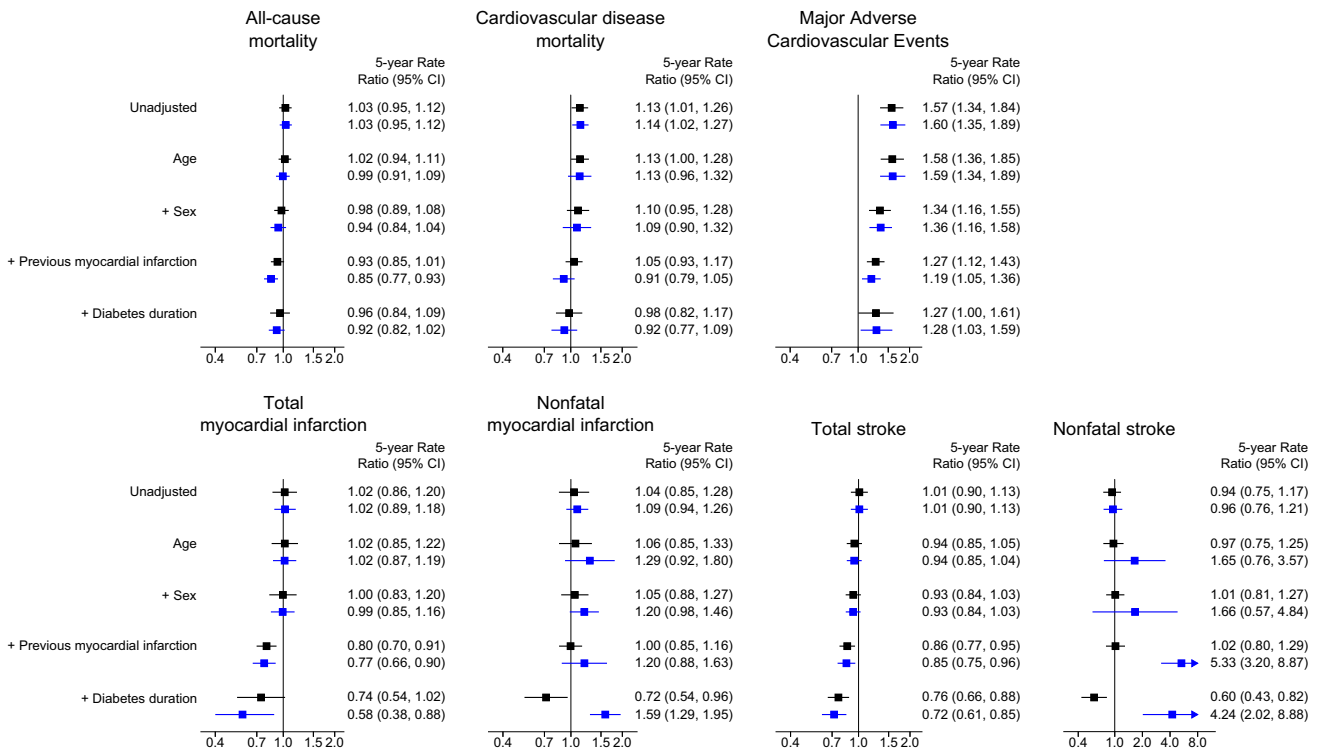 All-cause
mortality
5-year Rate
Ratio (95% CI)
Unadjusted
1.03 (0.95, 1.12)
1.03 (0.95, 1.12)
Age
1.02 (0.94, 1.11)
0.99 (0.91, 1.09)
+ Sex
0.98 (0.89, 1.08)
0.94 (0.84, 1.04)
+ Previous myocardial infarction
0.93 (0.85, 1.01)
0.85 (0.77, 0.93)
+ Diabetes duration
0.96 (0.84, 1.09)
0.92 (0.82, 1.02)
0.4 0.7 1.0 1.5 2.0
Cardiovascular disease
mortality
5-year Rate
Ratio (95% CI)
1.13 (1.01, 1.26)
1.14 (1.02, 1.27)
1.13 (1.00, 1.28)
1.13 (0.96, 1.32)
1.10 (0.95, 1.28)
1.09 (0.90, 1.32)
1.05 (0.93, 1.17)
0.91 (0.79, 1.05)
0.98 (0.82, 1.17)
0.92 (0.77, 1.09)
0.4 0.7 1.0 1.5 2.0
Major Adverse
Cardiovascular Events
5-year Rate
Ratio (95% CI)
1.57 (1.34, 1.84)
1.60 (1.35, 1.89)
1.58 (1.36, 1.85)
1.59 (1.34, 1.89)
1.34 (1.16, 1.55)
1.36 (1.16, 1.58)
1.27 (1.12, 1.43)
1.19 (1.05, 1.36)
1.27 (1.00, 1.61)
1.28 (1.03, 1.59)
0.4 0.7 1.0 1.5 2.0
Total
myocardial infarction
5-year Rate
Ratio (95% CI)
Unadjusted
1.02 (0.86, 1.20)
1.02 (0.89, 1.18)
Age
1.02 (0.85, 1.22)
1.02 (0.87, 1.19)
+ Sex
1.00 (0.83, 1.20)
0.99 (0.85, 1.16)
+ Previous myocardial infarction
0.80 (0.70, 0.91)
0.77 (0.66, 0.90)
+ Diabetes duration
0.74 (0.54, 1.02)
0.58 (0.38, 0.88)
0.4 0.7 1.0 1.5 2.0
Nonfatal
myocardial infarction
5-year Rate
Ratio (95% CI)
1.04 (0.85, 1.28)
1.09 (0.94, 1.26)
1.06 (0.85, 1.33)
1.29 (0.92, 1.80)
1.05 (0.88, 1.27)
1.20 (0.98, 1.46)
1.00 (0.85, 1.16)
1.20 (0.88, 1.63)
0.72 (0.54, 0.96)
1.59 (1.29, 1.95)
0.4 0.7 1.0 1.5 2.0
Total stroke
5-year Rate
Ratio (95% CI)
1.01 (0.90, 1.13)
1.01 (0.90, 1.13)
0.94 (0.85, 1.05)
0.94 (0.85, 1.04)
0.93 (0.84, 1.03)
0.93 (0.84, 1.03)
0.86 (0.77, 0.95)
0.85 (0.75, 0.96)
0.76 (0.66, 0.88)
0.72 (0.61, 0.85)
0.4 0.7 1.0 1.5 2.0
Nonfatal stroke
5-year Rate
Ratio (95% CI)
0.94 (0.75, 1.17)
0.96 (0.76, 1.21)
0.97 (0.75, 1.25)
1.65 (0.76, 3.57)
1.01 (0.81, 1.27)
1.66 (0.57, 4.84)
1.02 (0.80, 1.29)
5.33 (3.20, 8.87)
0.60 (0.43, 0.82)
4.24 (2.02, 8.88)
0.4 1.0 2.0 4.0 8.0